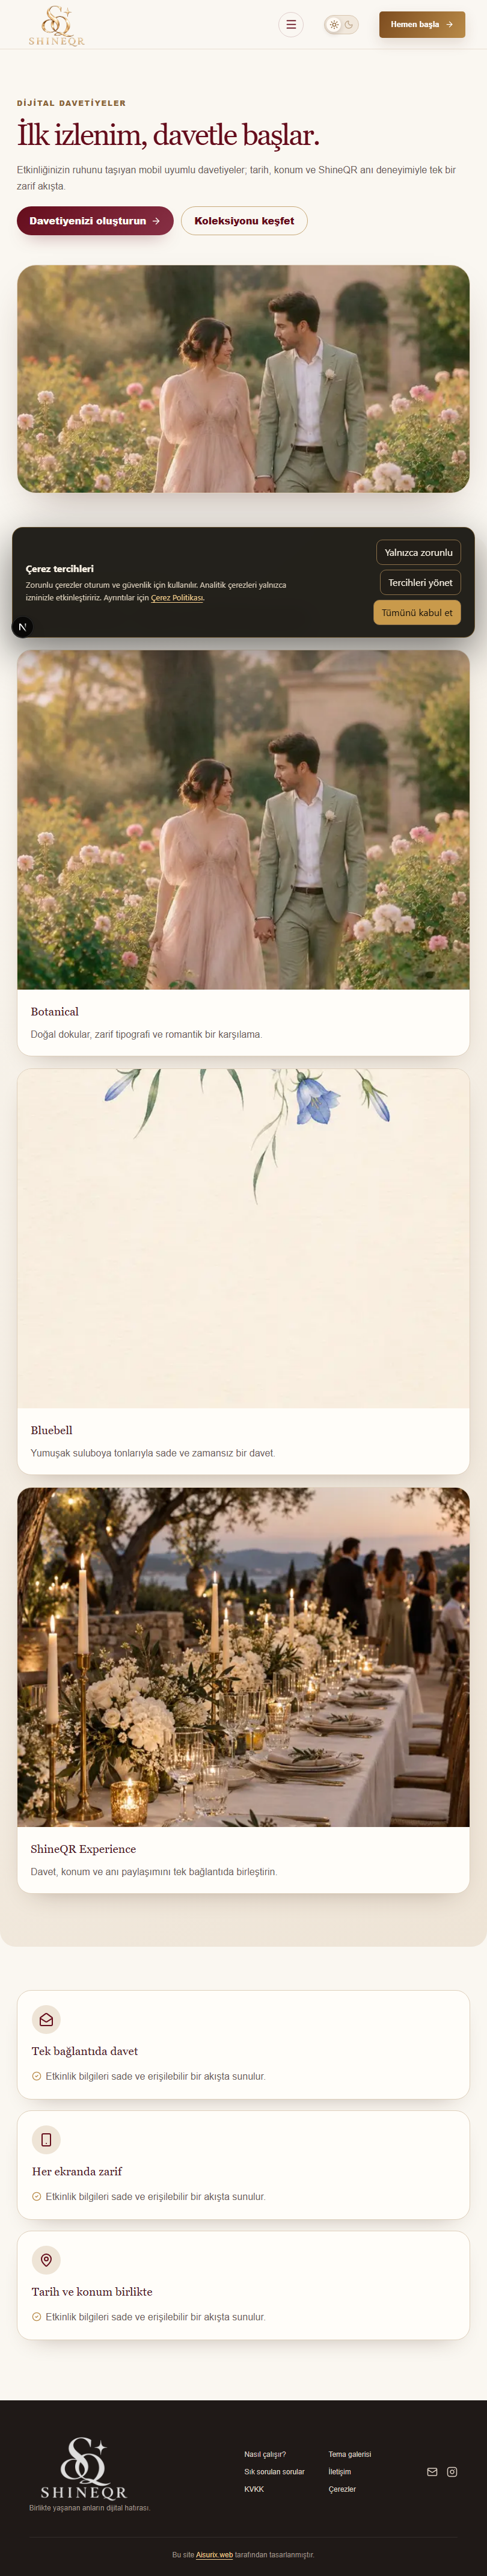 SHINEQR
Hemen başla
DİJİTAL DAVETİYELER
İlk izlenim, davetle başlar.
Etkinliğinizin ruhunu taşıyan mobil uyumlu davetiyeler; tarih, konum ve ShineQR anı deneyimiyle tek bir
zarif akışta.
Davetiyenizi oluşturun
Koleksiyonu keşfet
Çerez tercihleri
Zorunlu çerezler oturum ve güvenlik için kullanılır. Analitik çerezleri yalnızca
izninizle etkinleştiririz. Ayrıntılar için Çerez Politikası.
Yalnızca zorunlu
Tercihleri yönet
Tümünü kabul et
N
Botanical
Doğal dokular, zarif tipografi ve romantik bir karşılama.
Bluebell
Yumuşak suluboya tonlarıyla sade ve zamansız bir davet.
ShineQR Experience
Davet, konum ve anı paylaşımını tek bağlantıda birleştirin.
Tek bağlantıda davet
Etkinlik bilgileri sade ve erişilebilir bir akışta sunulur.
Her ekranda zarif
Etkinlik bilgileri sade ve erişilebilir bir akışta sunulur.
Tarih ve konum birlikte
Etkinlik bilgileri sade ve erişilebilir bir akışta sunulur.
SHINEQR
Birlikte yaşanan anların dijital hatırası.
Nasıl çalışır?
Tema galerisi
Sık sorulan sorular
İletişim
KVKK
Çerezler
Bu site Aisurix.web tarafından tasarlanmıştır.